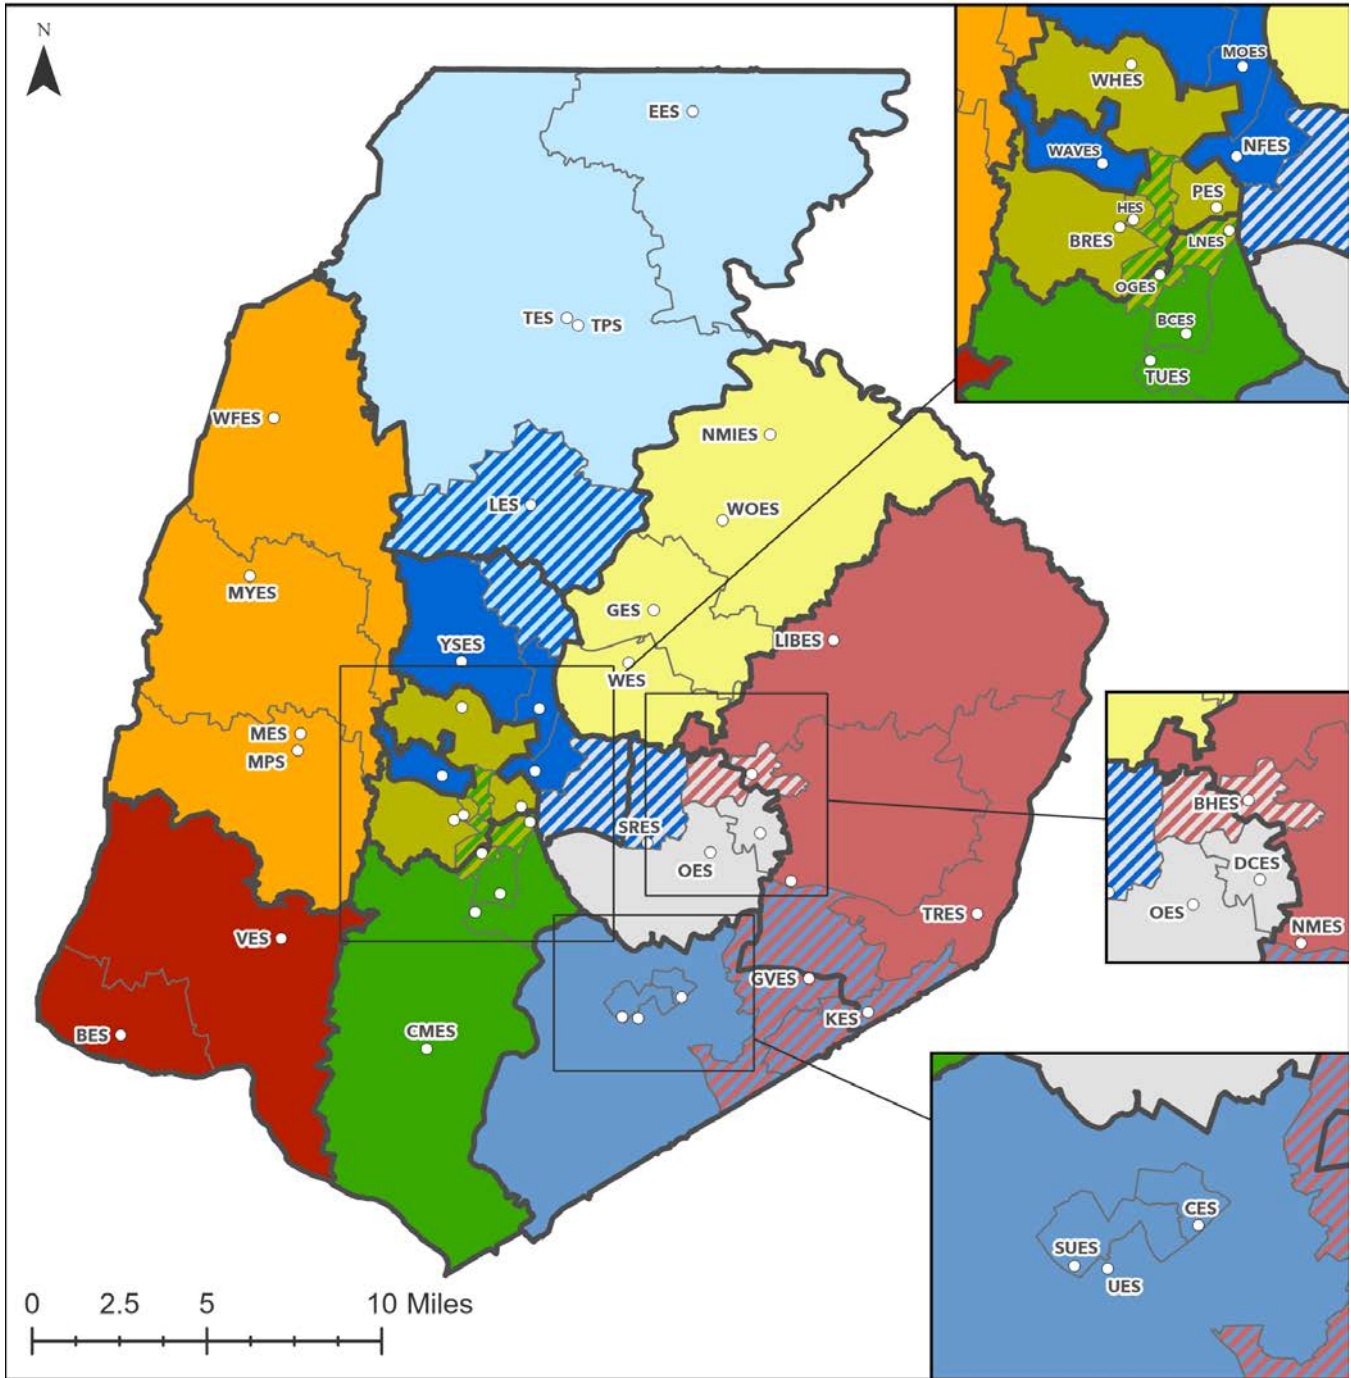 N
EES
MOES
WHES
WAVES
NFES
PES
HES
BRES
LNES
OGES
BCES
TUES
TES
TPS
WFES
NMIES
LES
WOES
MYES
GES
YSES
LIBES
WES
MES
MPS
BHES
SRES
OES
DCES
OES
NMES
VES
TRES
GVES
KES
BES
CMES
CES
SUES
UES
0 2.5 5 10 Miles